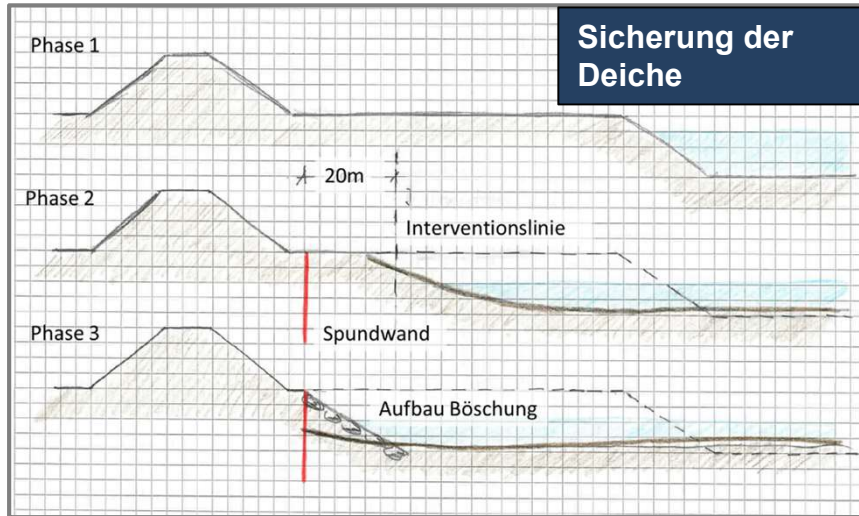 Sicherung der
Deiche
Phase 1
20m
Phase 2
Interventionslinie
Phase 3
Spundwand
Aufbau Böschung